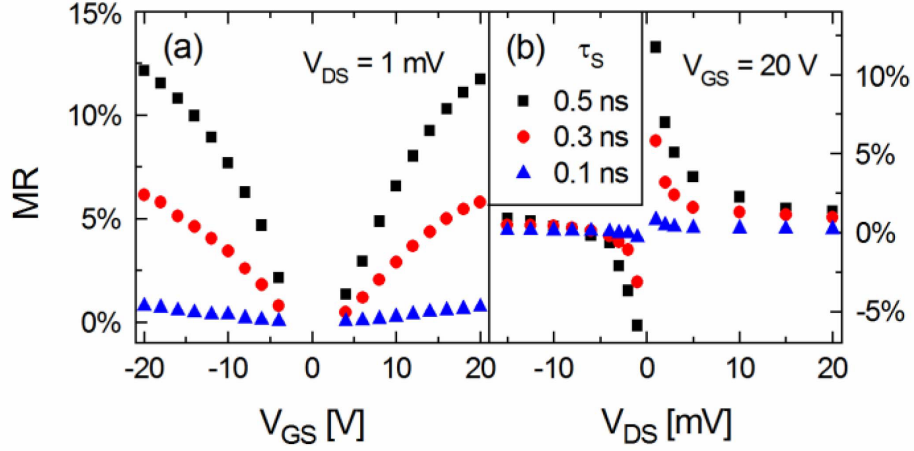 15%
10%
5%
0%
MR
(a)
V_DS = 1 mV
-20 -10 0 10 20
V_GS [V]
(b)
τ_S
0.5 ns
0.3 ns
0.1 ns
V_GS = 20 V
10%
5%
0%
-5%
-10 0 10 20
V_DS [mV]